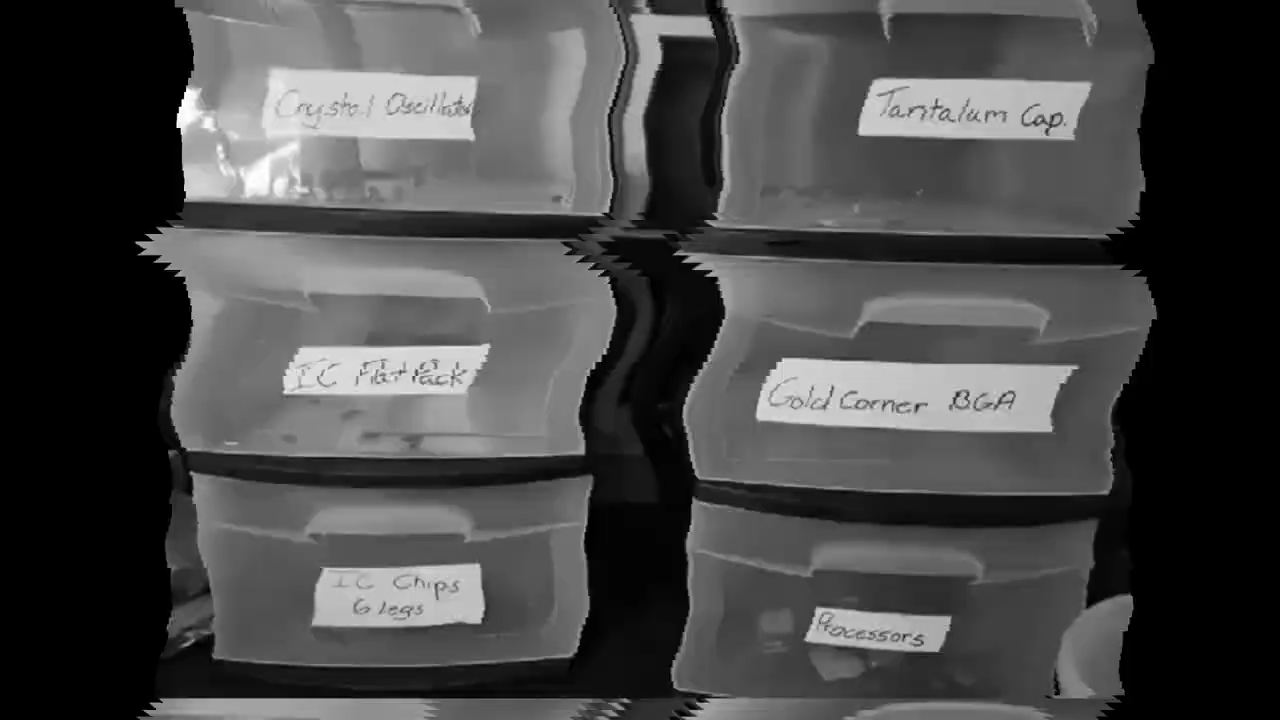 Crystal Oscillator
Tantalum Cap.
IC Flat Pack
Gold Corner BGA
IC Chips
6 legs
Processors